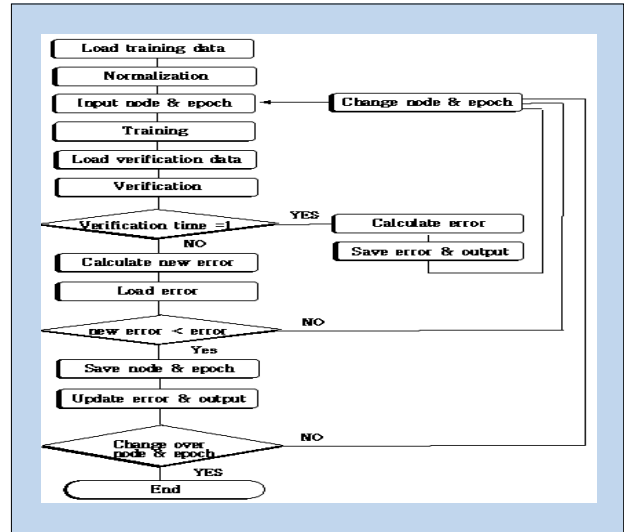 Load training data
Normalization
Input node & epoch
Change node & epoch
Training
Load verification data
Verification
Verification time =1
YES
Calculate error
NO
Save error & output
Calculate new error
Load error
new error < error
NO
Yes
Save node & epoch
Update error & output
Change over
node & epoch
NO
YES
End